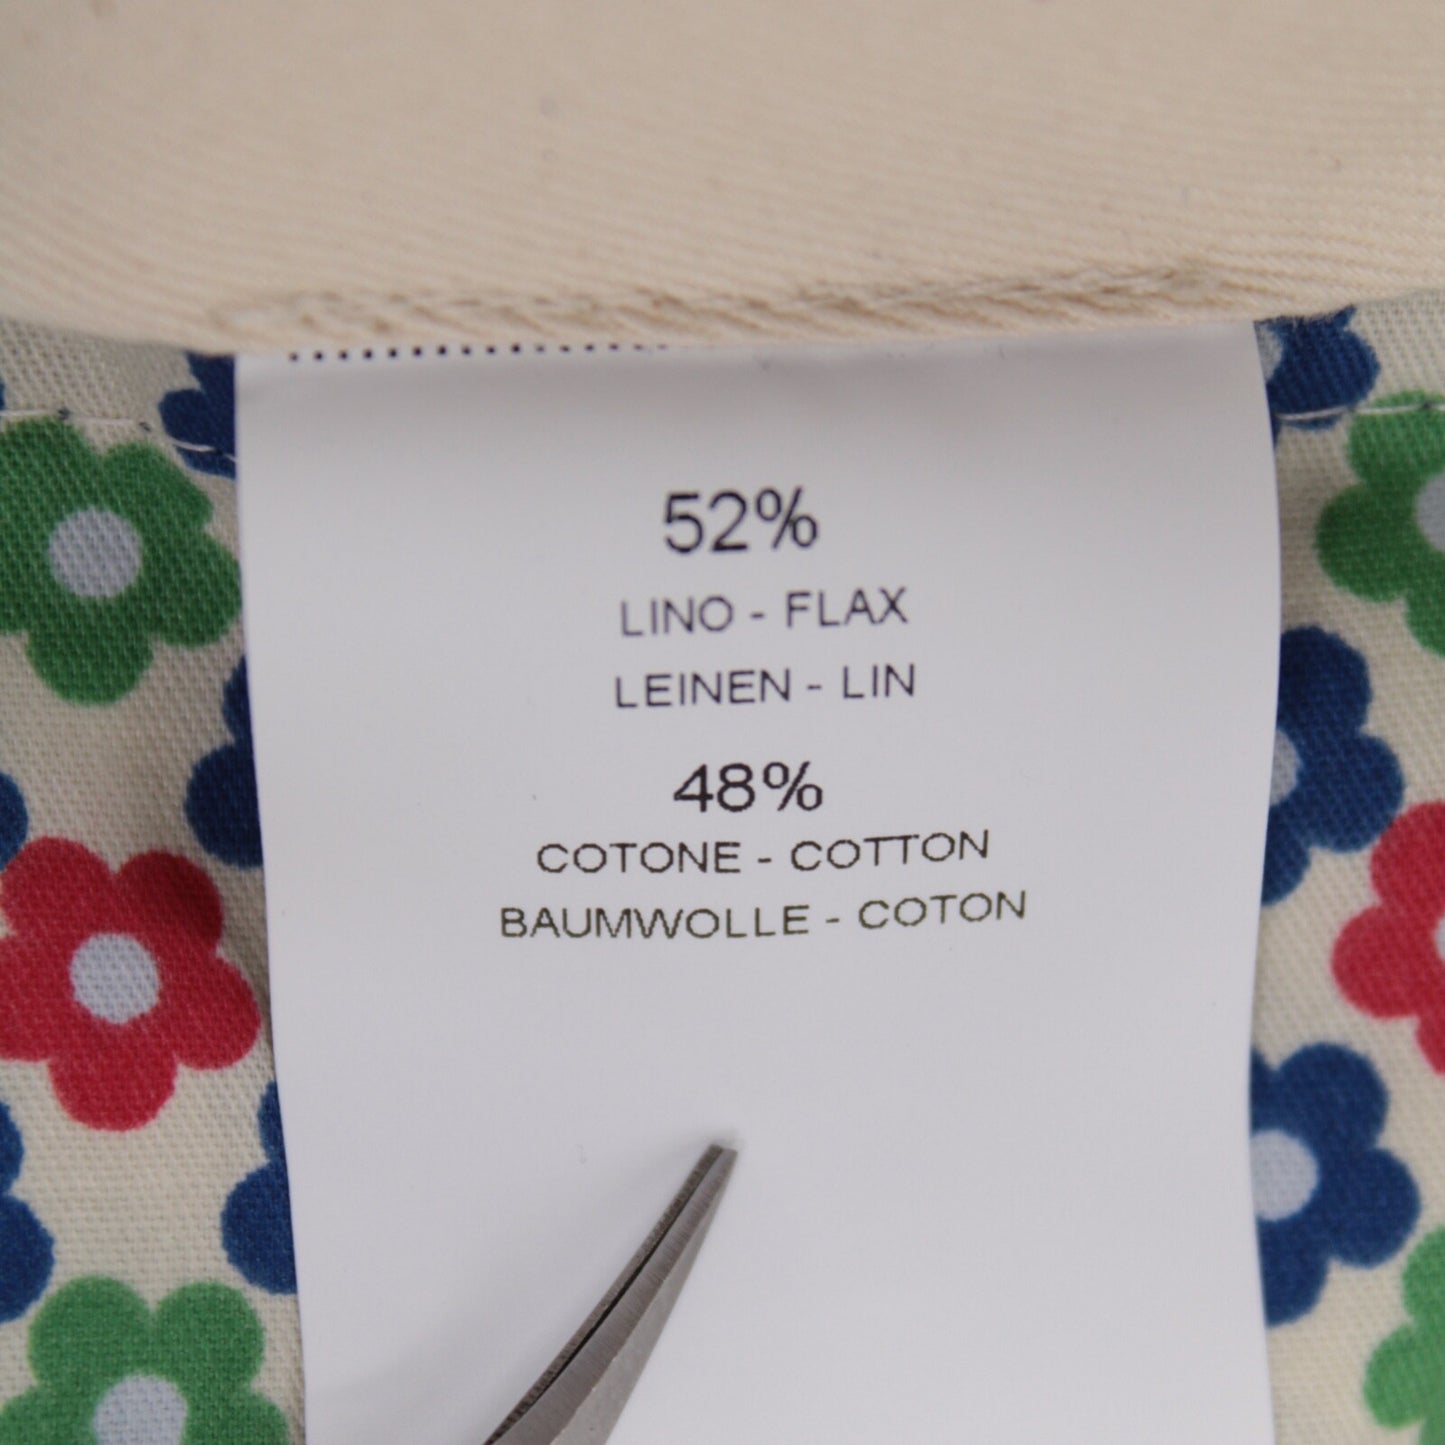 52%
LINO - FLAX
LEINEN - LIN
48%
COTONE - COTTON
BAUMWOLLE - COTON